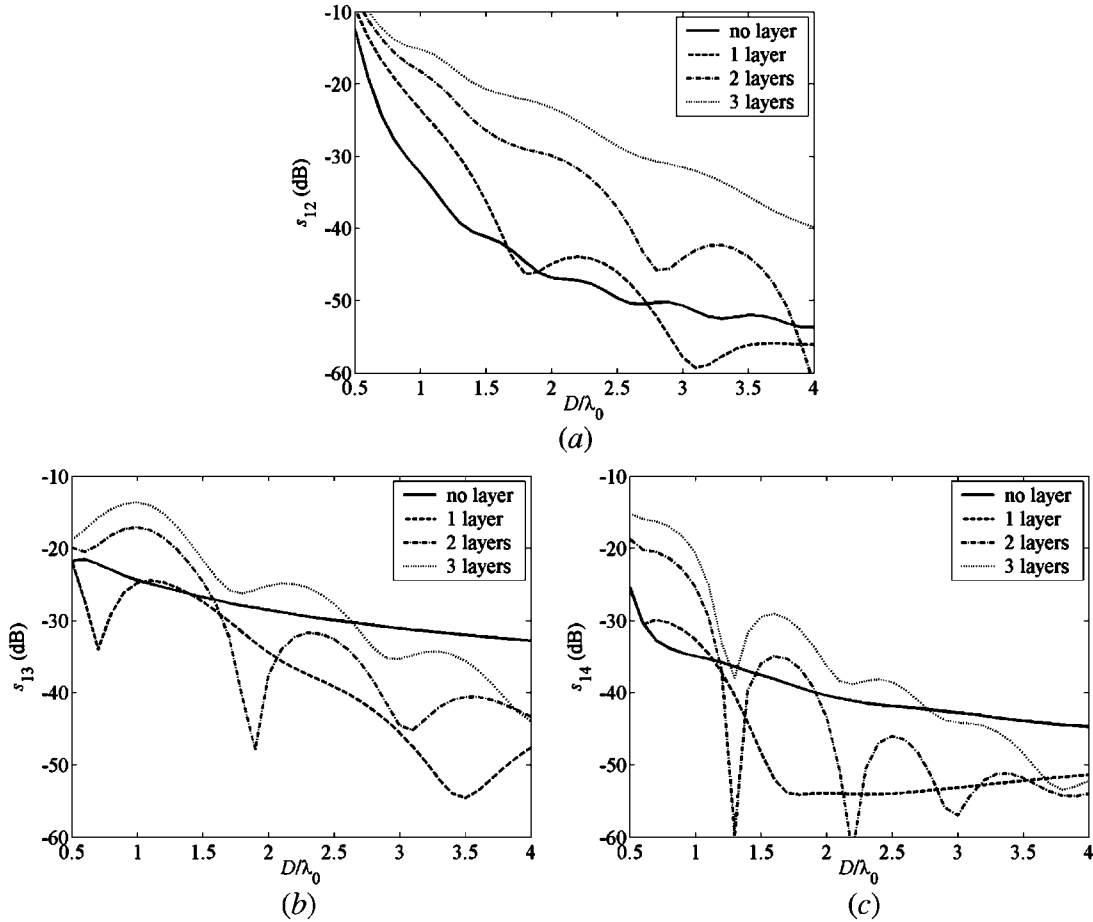 -10
-20
-30
-40
-50
-60
s12 (dB)
no layer
1 layer
2 layers
3 layers
0.5 1 1.5 2 2.5 3 3.5 4
D/λ0
(a)
-10
-20
-30
-40
-50
-60
s13 (dB)
no layer
1 layer
2 layers
3 layers
0.5 1 1.5 2 2.5 3 3.5 4
D/λ0
(b)
-10
-20
-30
-40
-50
-60
s14 (dB)
no layer
1 layer
2 layers
3 layers
0.5 1 1.5 2 2.5 3 3.5 4
D/λ0
(c)